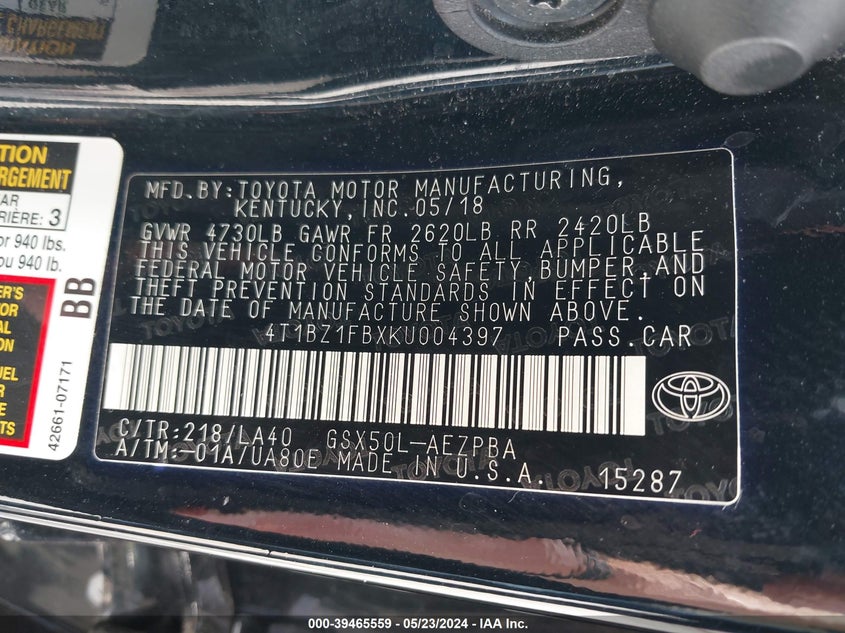 TION
RGEMENT
AR
RIÈRE: 3
or 940 lbs.
ou 940 lb.
BB
42661-07171
MFD.BY:TOYOTA MOTOR MANUFACTURING,
KENTUCKY,INC.05/18
GVWR 4730LB GAWR FR 2620LB RR 2420LB
THIS VEHICLE CONFORMS TO ALL APPLICABLE
FEDERAL MOTOR VEHICLE SAFETY,BUMPER,AND
THEFT PREVENTION STANDARDS IN EFFECT ON
THE DATE OF MANUFACTURE SHOWN ABOVE.
4T1BZ1FBXKU004397 PASS.CAR
C/TR:218/LA40 GSX50L-AEZPBA
A/TM:-01A/UA80E MADE IN U.S.A. 15287
000-39465559 - 05/23/2024 - IAA Inc.